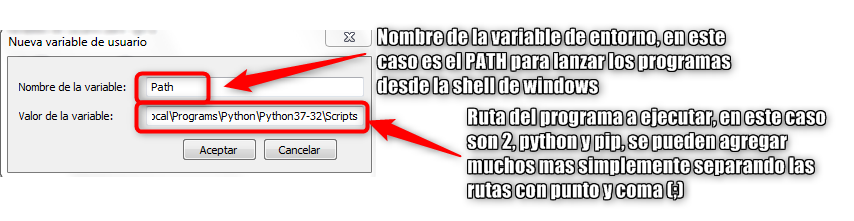 Nueva variable de usuario
Nombre de la variable:
Path
Valor de la variable:
ocal\Programs\Python\Python37-32\Scripts
Aceptar
Cancelar
Nombre de la variable de entorno, en este
caso es el PATH para lanzar los programas
desde la shell de windows
Ruta del programa a ejecutar, en este caso
son 2, python y pip, se pueden agregar
muchos mas simplemente separando las
rutas con punto y coma (;)